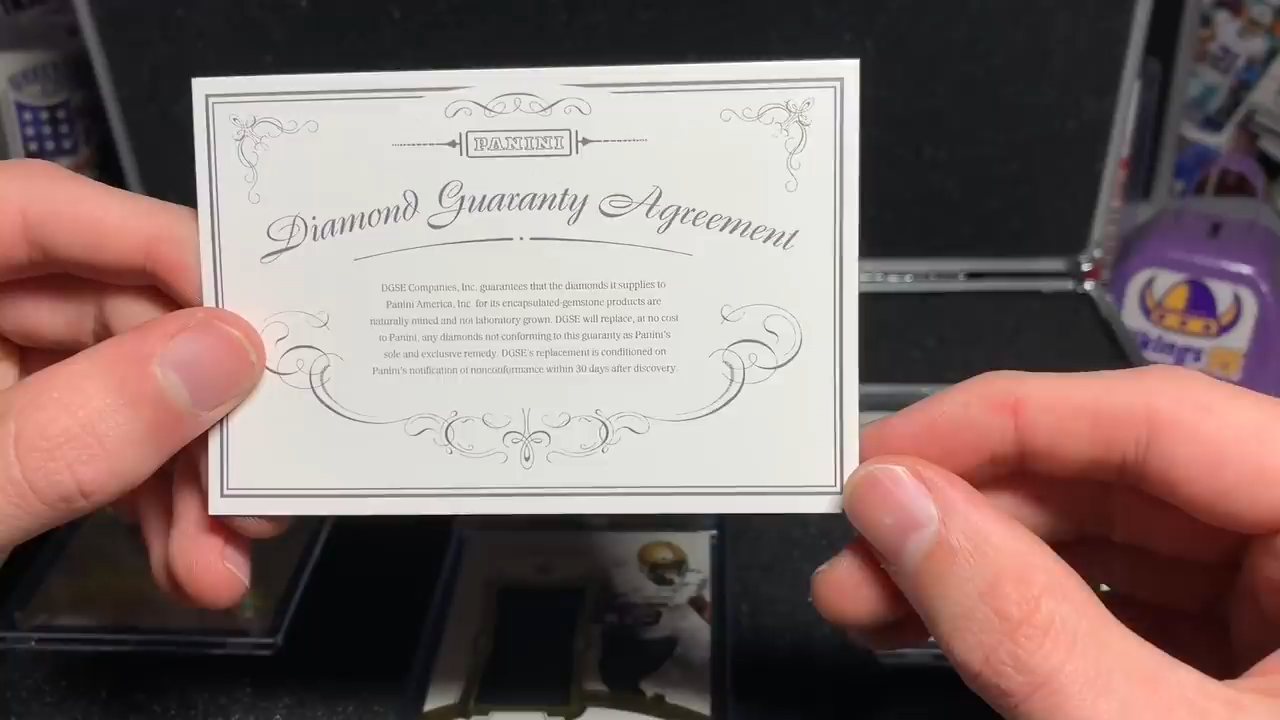 PANINI
Diamond Guaranty Agreement
DGSE Companies, Inc. guarantees that the diamonds it supplies to
Panini America, Inc. for its encapsulated-gemstone products are
naturally mined and not laboratory grown. DGSE will replace, at no cost
to Panini, any diamonds not conforming to this guaranty as Panini's
sole and exclusive remedy. DGSE's replacement is conditioned on
Panini's notification of nonconformance within 30 days after discovery.